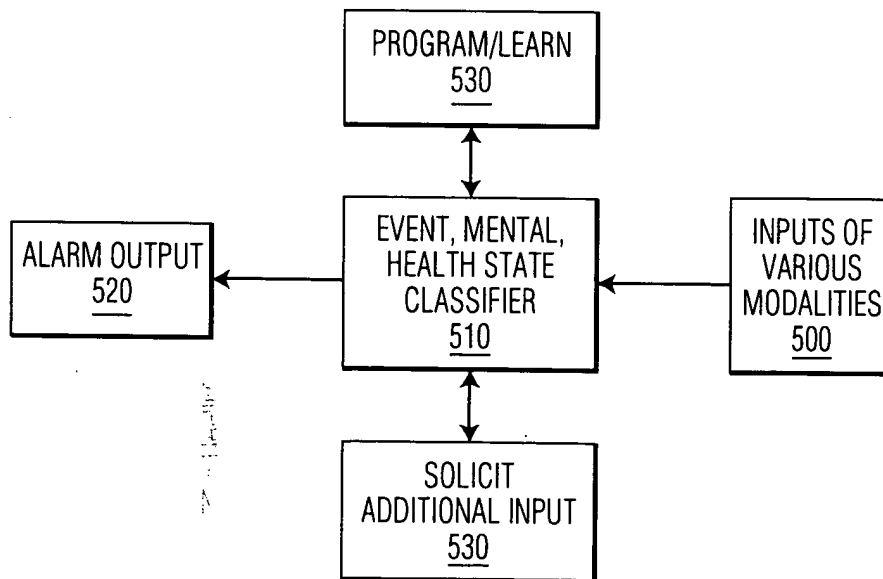 PROGRAM/LEARN
530
EVENT, MENTAL,
HEALTH STATE
CLASSIFIER
510
ALARM OUTPUT
520
INPUTS OF
VARIOUS
MODALITIES
500
SOLICIT
ADDITIONAL INPUT
530